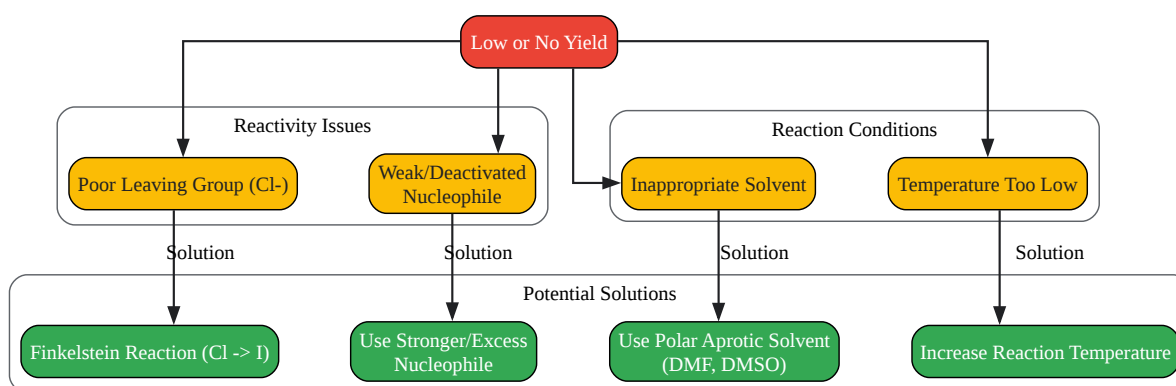 Low or No Yield
Reactivity Issues
Reaction Conditions
Poor Leaving Group (Cl-)
Weak/Deactivated
Nucleophile
Inappropriate Solvent
Temperature Too Low
Solution
Solution
Solution
Solution
Potential Solutions
Finkelstein Reaction (Cl -> I)
Use Stronger/Excess
Nucleophile
Use Polar Aprotic Solvent
(DMF, DMSO)
Increase Reaction Temperature